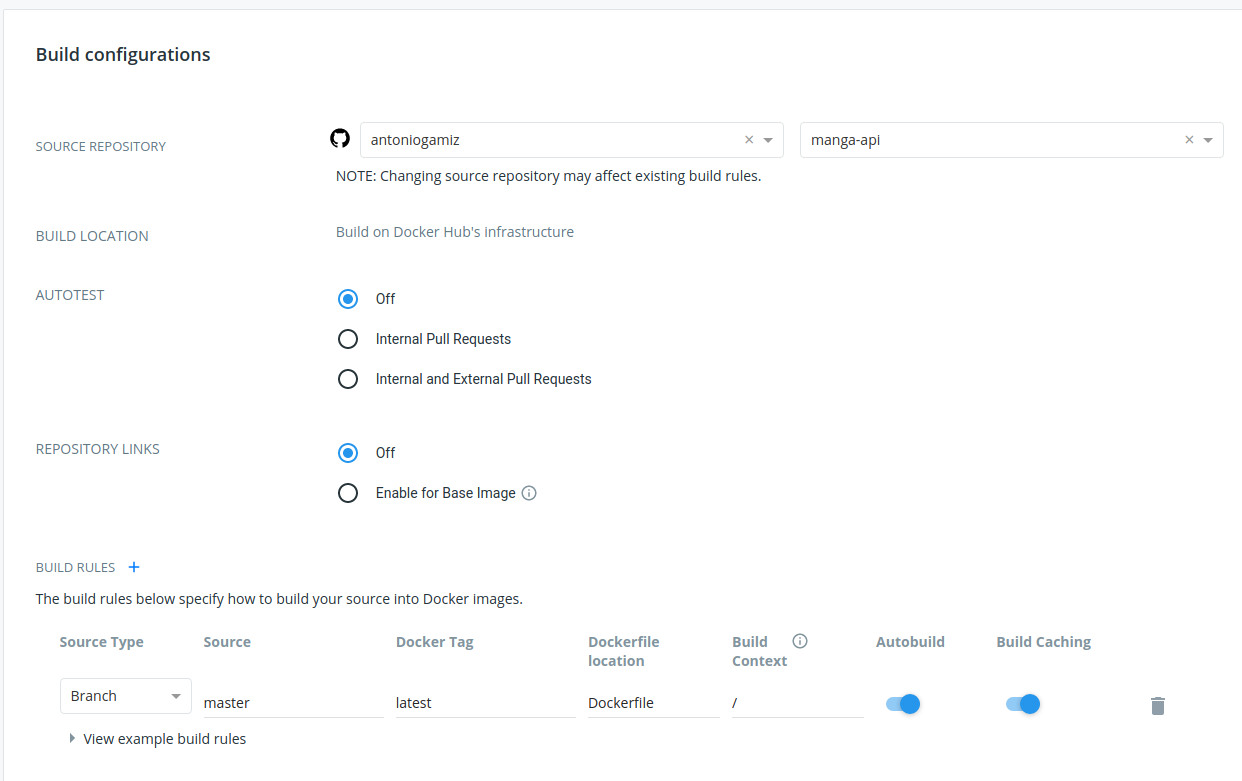 Build configurations
SOURCE REPOSITORY
antoniogamiz
manga-api
NOTE: Changing source repository may affect existing build rules.
BUILD LOCATION
Build on Docker Hub's infrastructure
AUTOTEST
Off
Internal Pull Requests
Internal and External Pull Requests
REPOSITORY LINKS
Off
Enable for Base Image
BUILD RULES +
The build rules below specify how to build your source into Docker images.
Source Type
Source
Docker Tag
Dockerfile
location
Build
Context
Autobuild
Build Caching
Branch
master
latest
Dockerfile
/
View example build rules